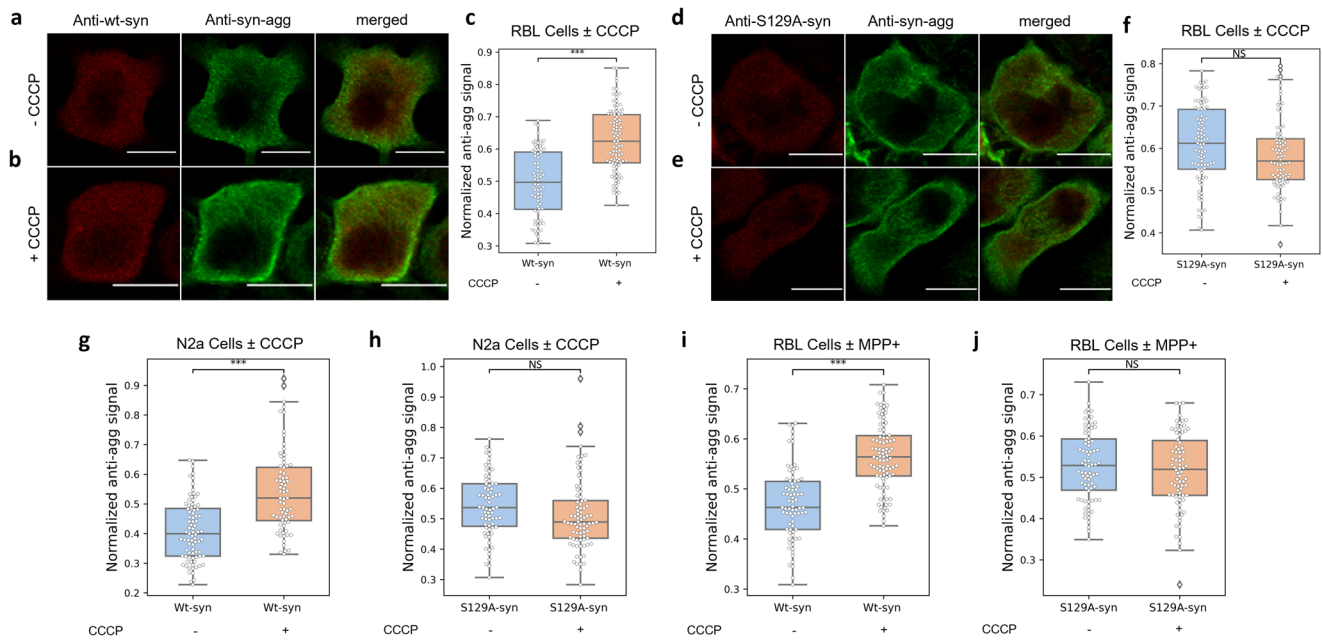 a
Anti-wt-syn
Anti-syn-agg
merged
- CCCP
b
+ CCCP
c
RBL Cells ± CCCP
Normalized anti-agg signal
0.9
0.8
0.7
0.6
0.5
0.4
0.3
***
Wt-syn
Wt-syn
CCCP
-
+
d
Anti-S129A-syn
Anti-syn-agg
merged
- CCCP
e
+ CCCP
f
RBL Cells ± CCCP
Normalized anti-agg signal
0.8
0.7
0.6
0.5
0.4
NS
S129A-syn
S129A-syn
CCCP
-
+
g
N2a Cells ± CCCP
Normalized anti-agg signal
0.9
0.8
0.7
0.6
0.5
0.4
0.3
0.2
***
Wt-syn
Wt-syn
CCCP
-
+
h
N2a Cells ± CCCP
Normalized anti-agg signal
1.0
0.9
0.8
0.7
0.6
0.5
0.4
0.3
NS
S129A-syn
S129A-syn
CCCP
-
+
i
RBL Cells ± MPP+
Normalized anti-agg signal
0.7
0.6
0.5
0.4
0.3
***
Wt-syn
Wt-syn
CCCP
-
+
j
RBL Cells ± MPP+
Normalized anti-agg signal
0.7
0.6
0.5
0.4
0.3
NS
S129A-syn
S129A-syn
CCCP
-
+